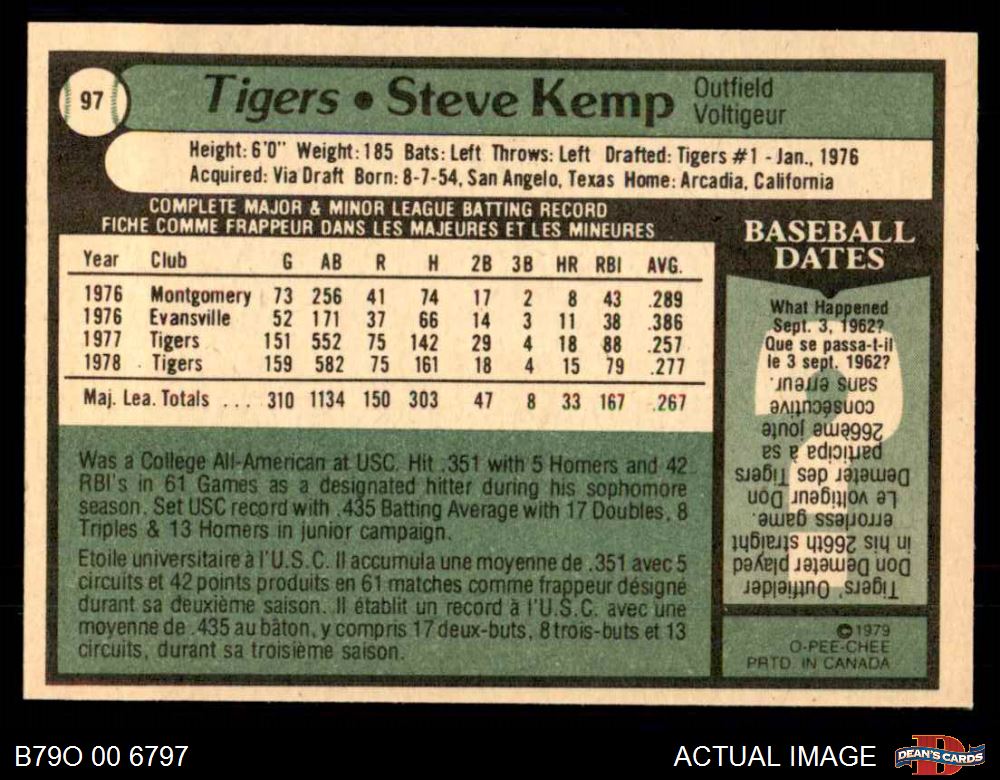 97
Tigers • Steve Kemp
Outfield
Voltigeur
Height: 6'0" Weight: 185 Bats: Left Throws: Left Drafted: Tigers #1 - Jan., 1976
Acquired: Via Draft Born: 8-7-54, San Angelo, Texas Home: Arcadia, California
COMPLETE MAJOR & MINOR LEAGUE BATTING RECORD
FICHE COMME FRAPPEUR DANS LES MAJEURES ET LES MINEURES
Year Club G AB R H 2B 3B HR RBI AVG.
1976 Montgomery 73 256 41 74 17 2 8 43 .289
1976 Evansville 52 171 37 66 14 3 11 38 .386
1977 Tigers 151 552 75 142 29 4 18 88 .257
1978 Tigers 159 582 75 161 18 4 15 79 .277
Maj. Lea. Totals ... 310 1134 150 303 47 8 33 167 .267
Was a College All-American at USC. Hit .351 with 5 Homers and 42
RBI's in 61 Games as a designated hitter during his sophomore
season. Set USC record with .435 Batting Average with 17 Doubles, 8
Triples & 13 Homers in junior campaign.
Etoile universitaire à l'U.S.C. Il accumula une moyenne de .351 avec 5
circuits et 42 points produits en 61 matches comme frappeur désigné
durant sa deuxième saison. Il établit un record à l'U.S.C. avec une
moyenne de .435 au bâton, y compris 17 deux-buts, 8 trois-buts et 13
circuits, durant sa troisième saison.
BASEBALL
DATES
What Happened
Sept. 3, 1962?
Que se passa-t-il
le 3 sept. 1962?
Tigers' Outfielder
Don Demeter played
in his 266th straight
errorless game.
Le voltigeur Don
Demeter des Tigers
participa à sa
266ème joute
consécutive
sans erreur.
©1979
O-PEE-CHEE
PRTD. IN CANADA
B79O 00 6797
ACTUAL IMAGE
D
DEAN'S CARDS